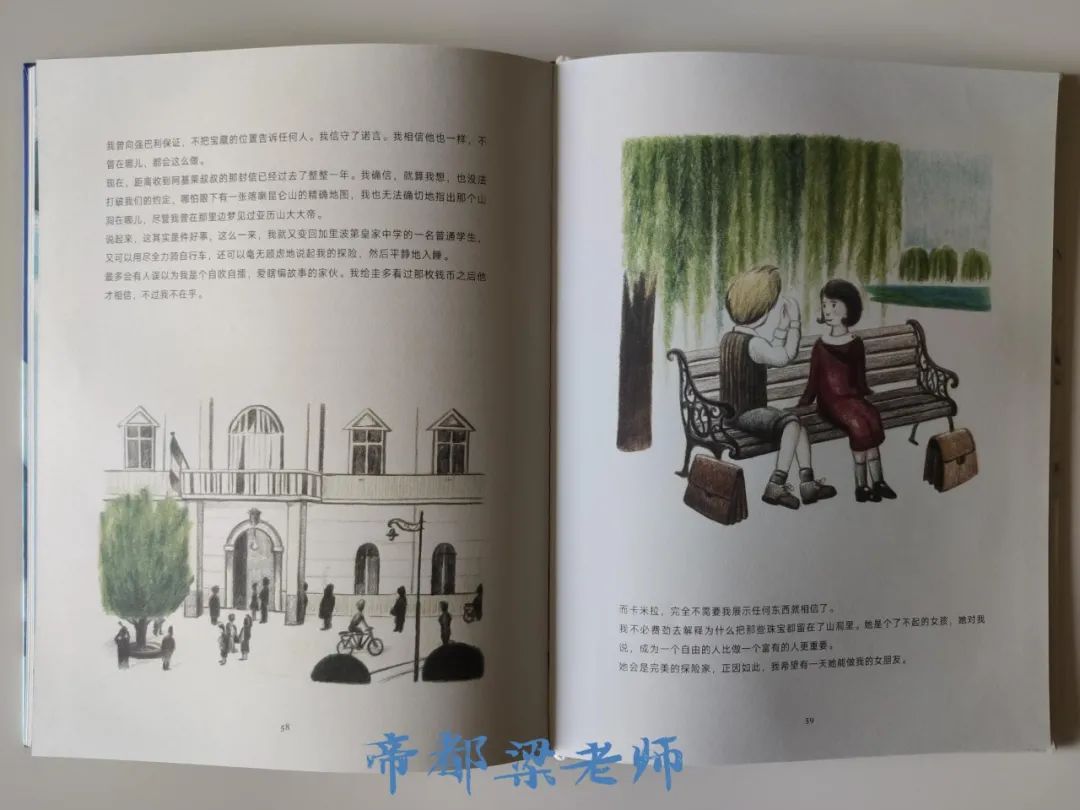 我曾向强巴利保证，不把宝藏的位置告诉任何人。我信守了诺言。我相信他也一样，不
管在哪儿，都会这么做。
现在，距离收到阿基莱叔叔的那封信已经过去了整整一年。我确信，就算我想，也没法
打破我们的约定，哪怕眼下有一张喀喇昆仑山的精确地图，我也无法确切地指出那个山
洞在哪儿，尽管我曾在那里边梦见过亚历山大大帝。
说起来，这其实是件好事，这么一来，我就又变回加里波第皇家中学的一名普通学生，
又可以用尽全力骑自行车，还可以毫无顾虑地说起我的探险，然后平静地入睡。
最多会有人误以为我是个自吹自擂，爱瞎编故事的家伙。我给圭多看过那枚钱币之后他
才相信，不过我不在乎。
58
而卡米拉，完全不需要我展示任何东西就相信了。
我不必费劲去解释为什么把那些珠宝都留在了山洞里。她是个了不起的女孩，她对我
说，成为一个自由的人比做一个富有的人更重要。
她会是完美的探险家，正因如此，我希望有一天她能做我的女朋友。
59
帝都梁老师